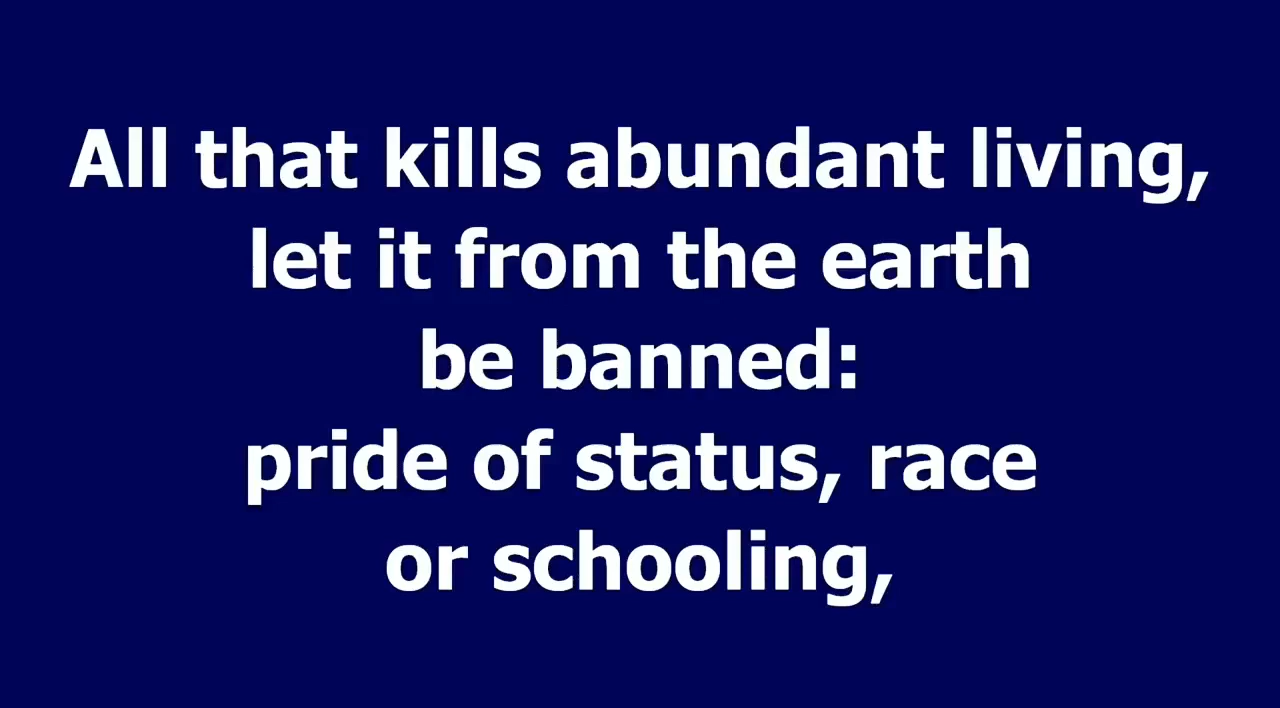 All that kills abundant living,
let it from the earth
be banned:
pride of status, race
or schooling,